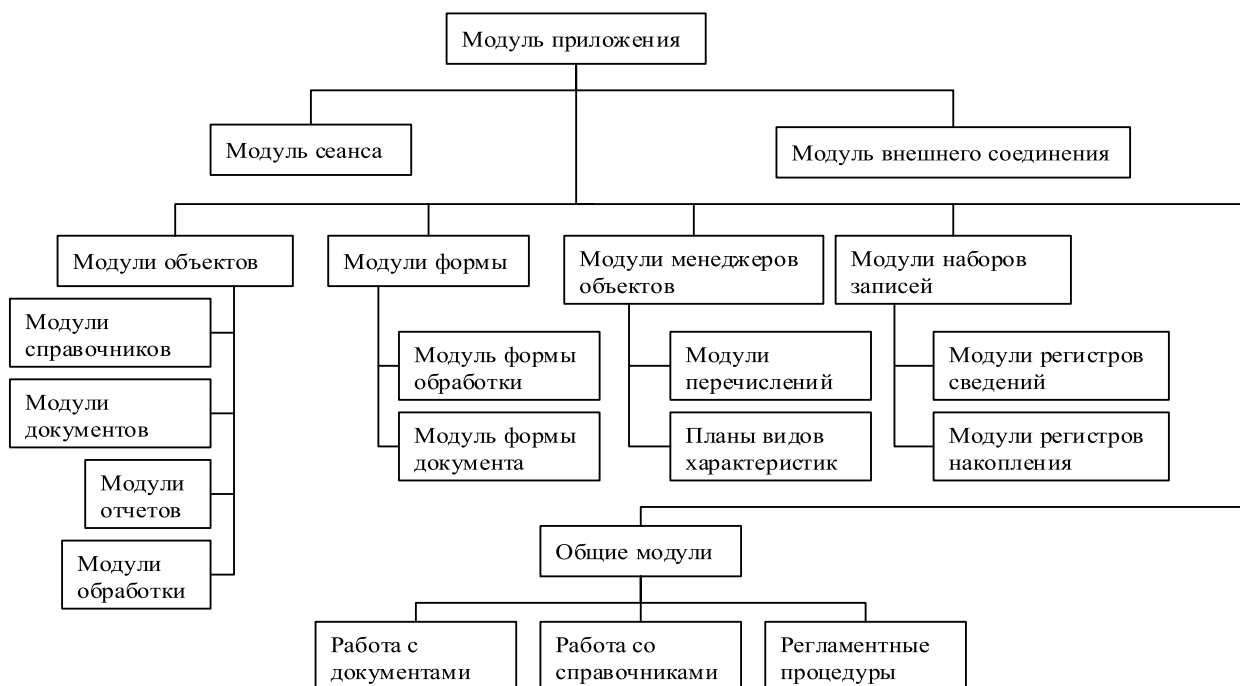 Модуль приложения
Модуль сеанса
Модуль внешнего соединения
Модули объектов
Модули формы
Модули менеджеров
объектов
Модули наборов
записей
Модули
справочников
Модули
документов
Модули
отчетов
Модули
обработки
Модуль формы
обработки
Модуль формы
документа
Модули
перечислений
Планы видов
характеристик
Модули регистров
сведений
Модули регистров
накопления
Общие модули
Работа с
документами
Работа со
справочниками
Регламентные
процедуры